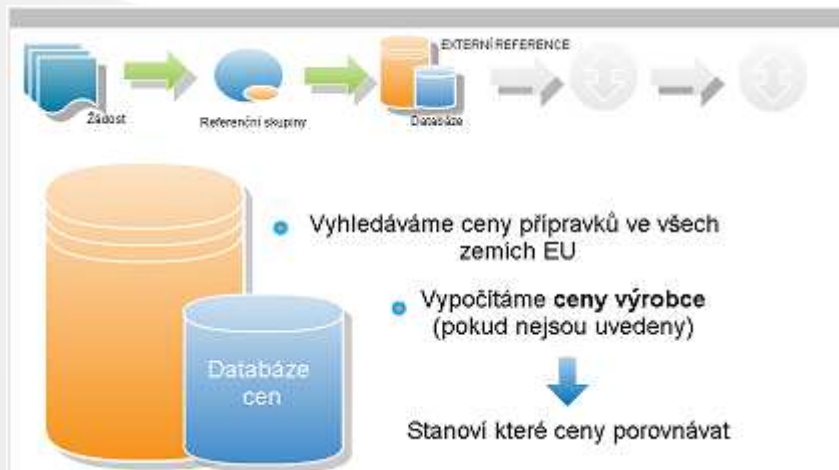 EXTERNÍ REFERENCE
Žádost
Referenční skupiny
Databáze
Vyhledáváme ceny přípravků ve všech
zemích EU
Vypočítáme ceny výrobce
(pokud nejsou uvedeny)
Databáze
cen
Stanoví které ceny porovnávat